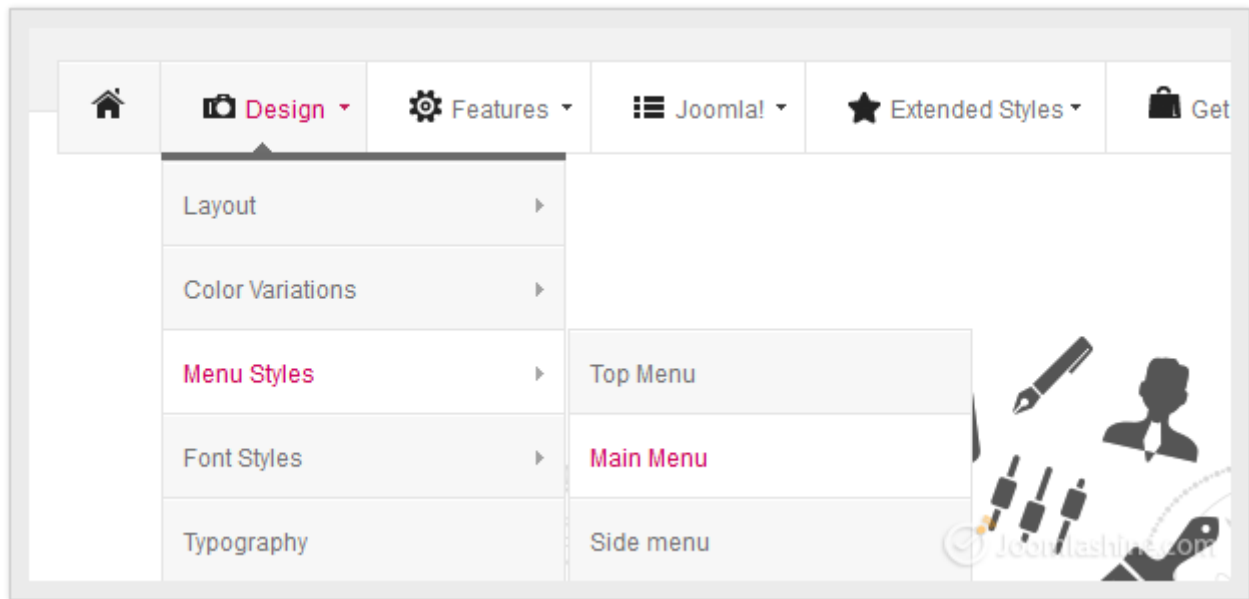 Design
Features
Joomla!
Extended Styles
Get
Layout
Color Variations
Menu Styles
Top Menu
Font Styles
Main Menu
Typography
Side menu
Joomlashine.com